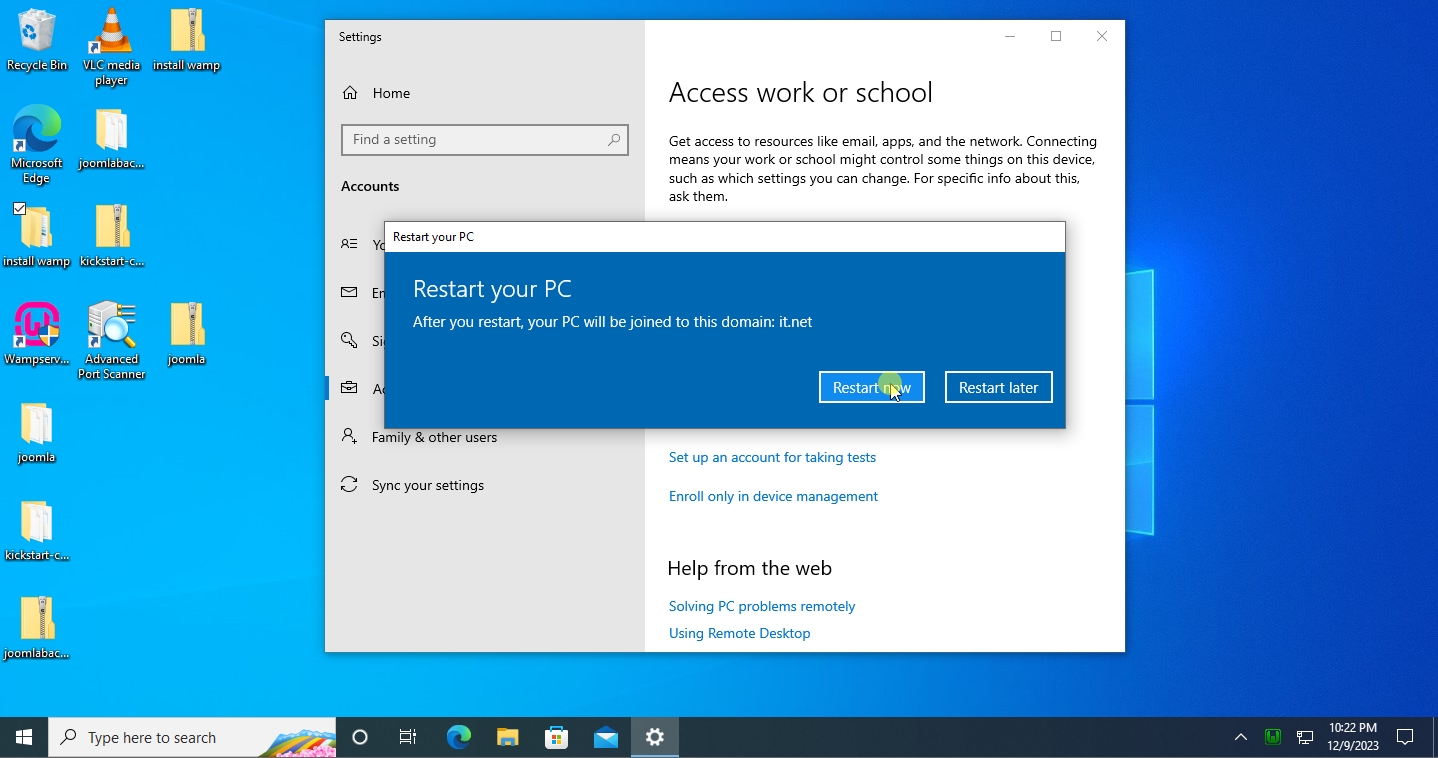 Recycle Bin
VLC media
player
install wamp
Microsoft
Edge
joomlabac...
install wamp
kickstart-c...
Wampserv...
Advanced
Port Scanner
joomla
joomla
kickstart-c...
joomlabac...
Settings
Home
Find a setting
Accounts
Access work or school
Get access to resources like email, apps, and the network. Connecting
means your work or school might control some things on this device,
such as which settings you can change. For specific info about this,
ask them.
Yo
En
Sig
Ac
Family & other users
Sync your settings
Restart your PC
Restart your PC
After you restart, your PC will be joined to this domain: it.net
Restart now
Restart later
Set up an account for taking tests
Enroll only in device management
Help from the web
Solving PC problems remotely
Using Remote Desktop
Type here to search
10:22 PM
12/9/2023